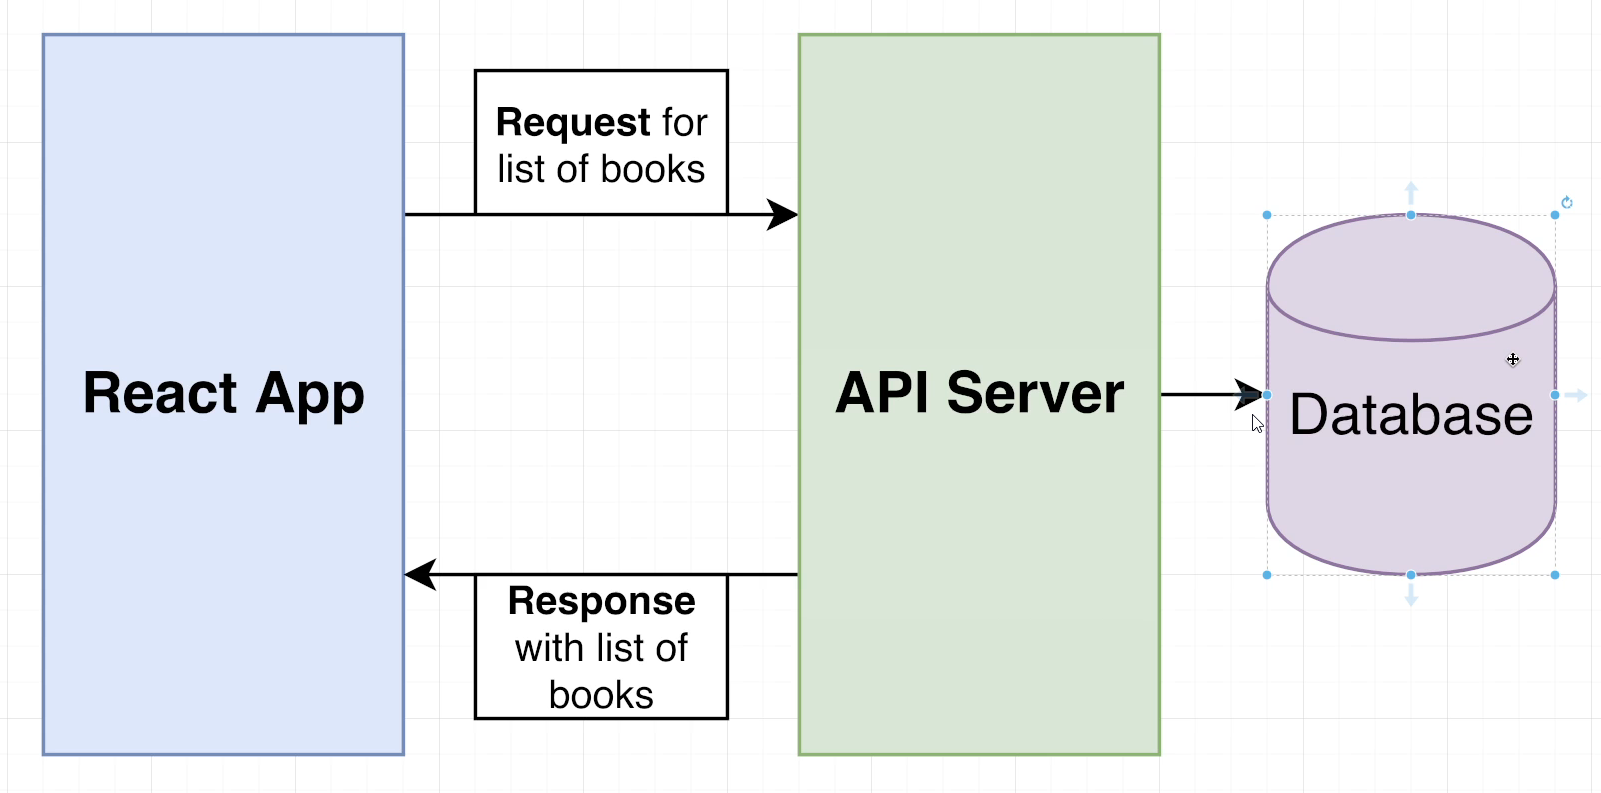 Request for
list of books
React App
API Server
Database
Response
with list of
books